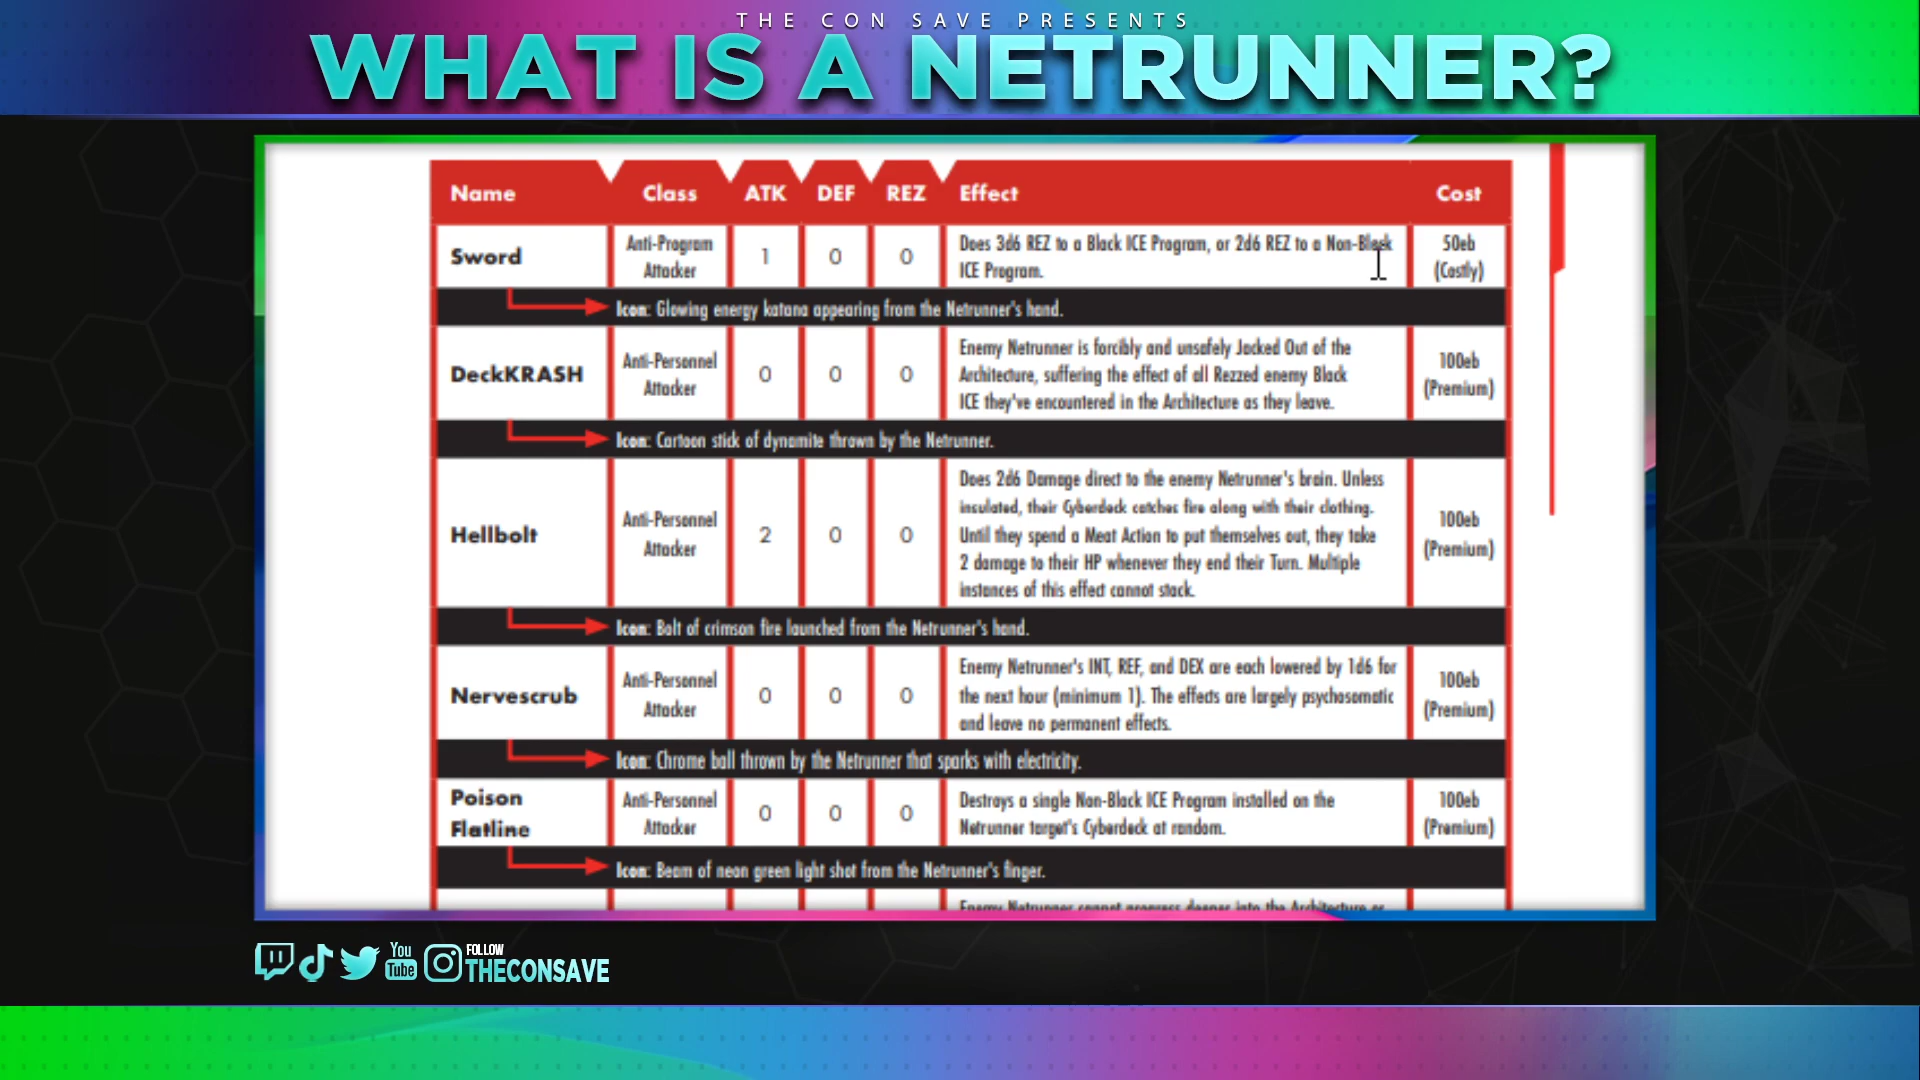 THE CON SAVE PRESENTS
WHAT IS A NETRUNNER?
Name Class ATK DEF REZ Effect Cost
Sword
Anti-Program
Attacker
1 0 0
Does 3d6 REZ to a Black ICE Program, or 2d6 REZ to a Non-Black
ICE Program.
50eb
(Costly)
Icon: Glowing energy katana appearing from the Netrunner's hand.
DeckKRASH
Anti-Personnel
Attacker
0 0 0
Enemy Netrunner is forcibly and unsafely Jacked Out of the
Architecture, suffering the effect of all Rezzed enemy Black
ICE they've encountered in the Architecture as they leave.
100eb
(Premium)
Icon: Cartoon stick of dynamite thrown by the Netrunner.
Hellbolt
Anti-Personnel
Attacker
2 0 0
Does 2d6 Damage direct to the enemy Netrunner's brain. Unless
insulated, their Cyberdeck catches fire along with their clothing.
Until they spend a Meat Action to put themselves out, they take
2 damage to their HP whenever they end their Turn. Multiple
instances of this effect cannot stack.
100eb
(Premium)
Icon: Bolt of crimson fire launched from the Netrunner's hand.
Nervescrub
Anti-Personnel
Attacker
0 0 0
Enemy Netrunner's INT, REF, and DEX are each lowered by 1d6 for
the next hour (minimum 1). The effects are largely psychosomatic
and leave no permanent effects.
100eb
(Premium)
Icon: Chrome ball thrown by the Netrunner that sparks with electricity.
Poison
Flatline
Anti-Personnel
Attacker
0 0 0
Destroys a single Non-Black ICE Program installed on the
Netrunner target's Cyberdeck at random.
100eb
(Premium)
Icon: Beam of neon green light shot from the Netrunner's finger.
Enemy Netrunner cannot progress deeper into the Architecture or
You
Tube
FOLLOW
THECONSAVE